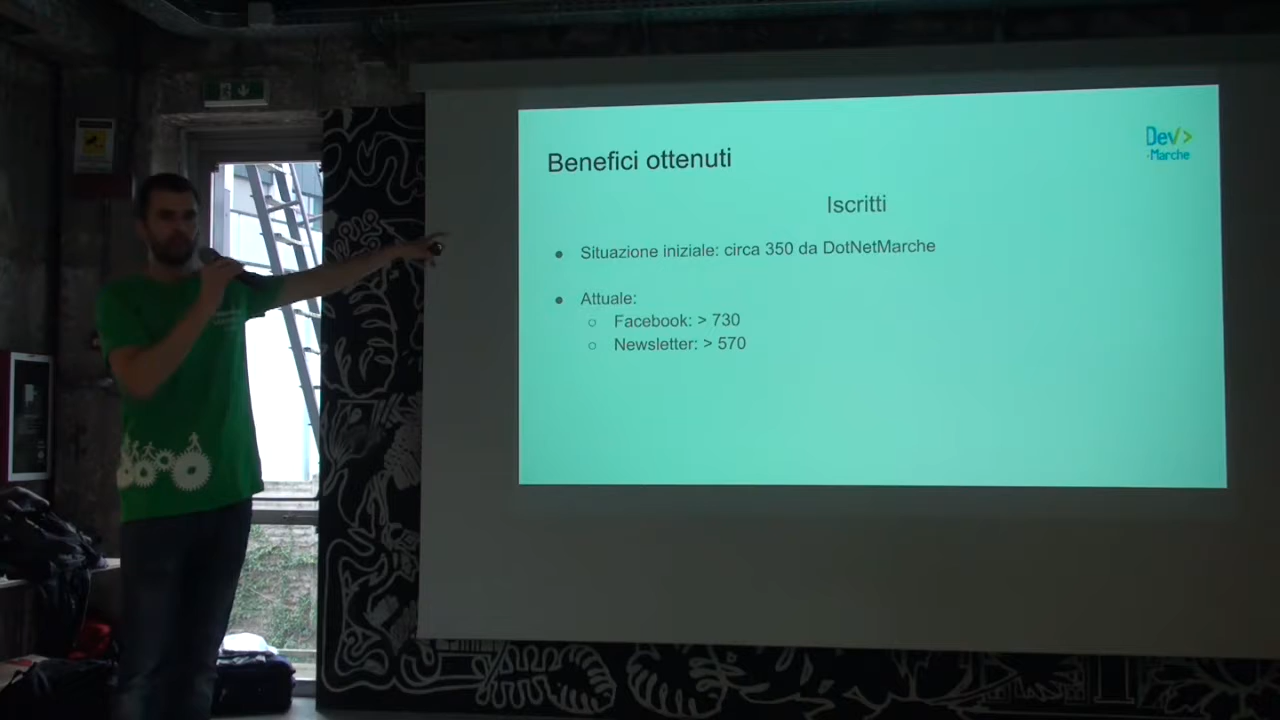 Benefici ottenuti
Dev/>
Marche
Iscritti
● Situazione iniziale: circa 350 da DotNetMarche
● Attuale:
○ Facebook: > 730
○ Newsletter: > 570